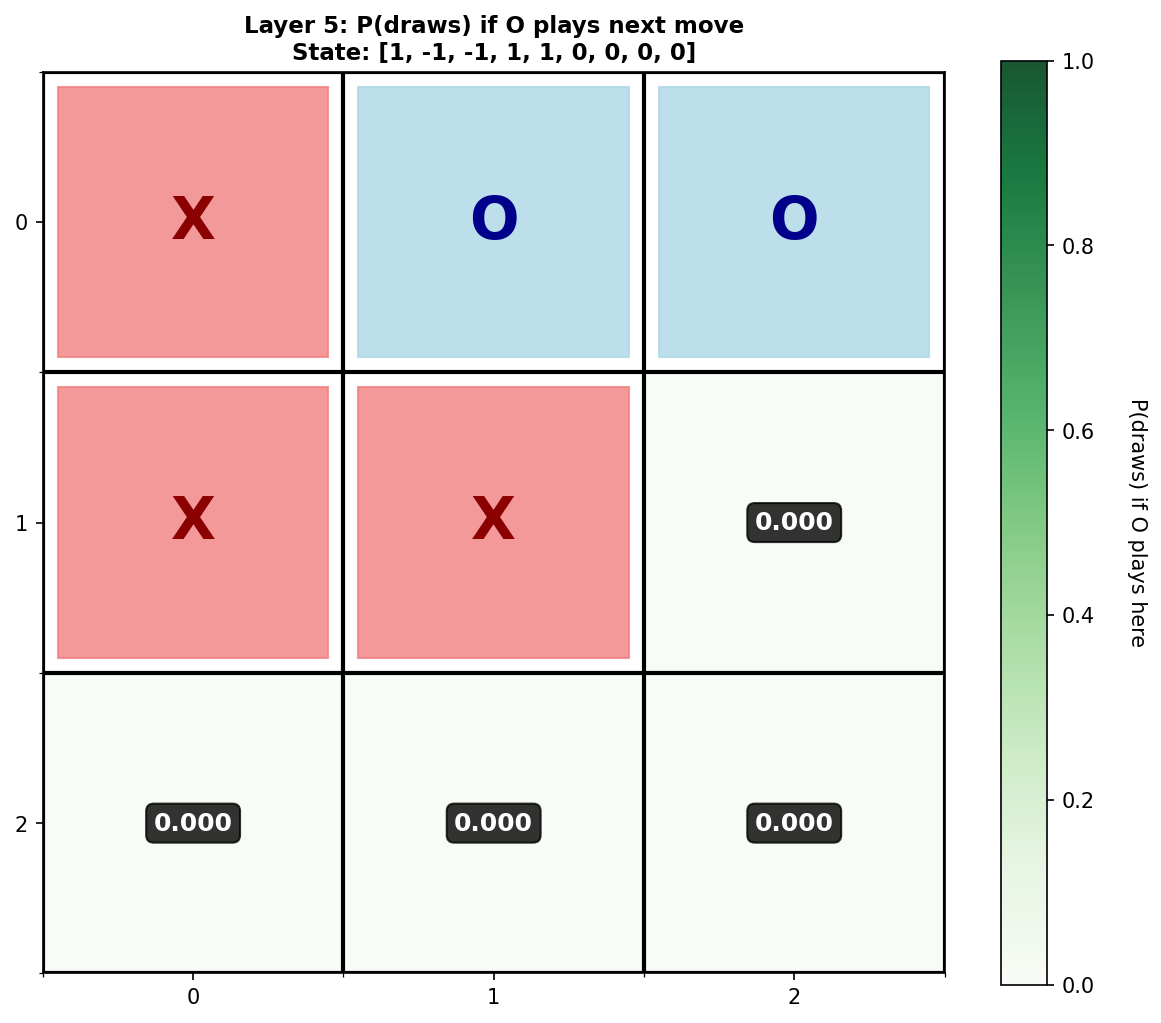 Layer 5: P(draws) if O plays next move
State: [1, -1, -1, 1, 1, 0, 0, 0, 0]
0
X
O
O
1
X
X
0.000
2
0.000
0.000
0.000
0
1
2
1.0
0.8
0.6
0.4
0.2
0.0
P(draws) if O plays here